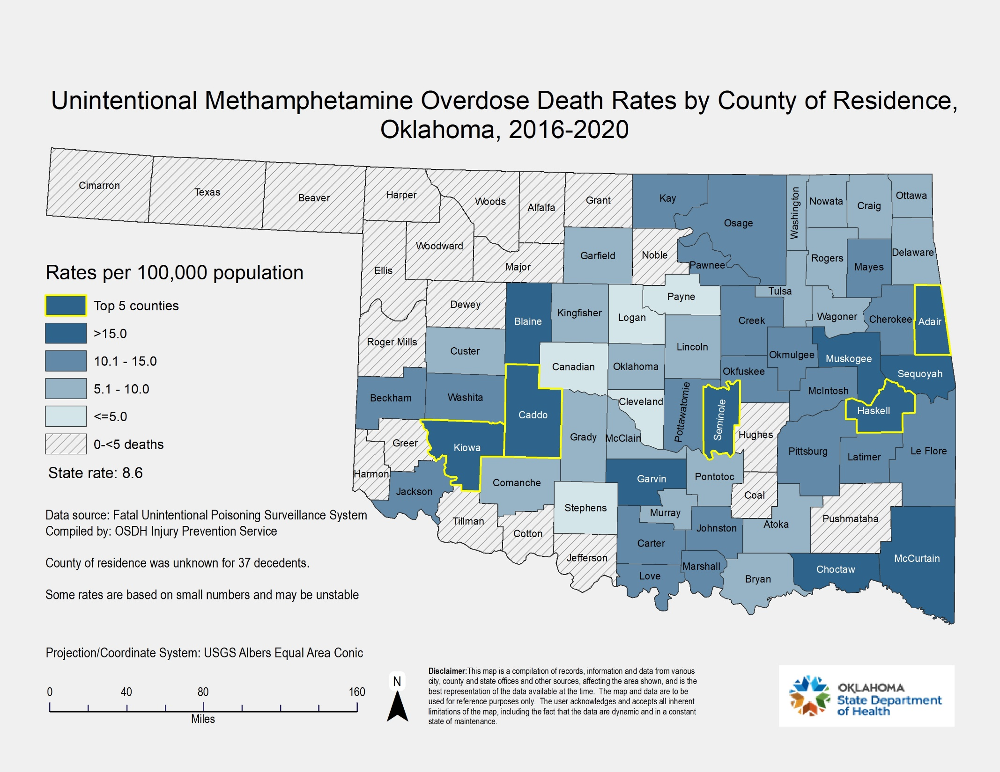 Unintentional Methamphetamine Overdose Death Rates by County of Residence,
Oklahoma, 2016-2020
Cimarron
Texas
Beaver
Harper
Woods
Alfalfa
Grant
Kay
Osage
Washington
Nowata
Craig
Ottawa
Ellis
Woodward
Major
Garfield
Noble
Pawnee
Rogers
Mayes
Delaware
Dewey
Blaine
Kingfisher
Logan
Payne
Tulsa
Creek
Wagoner
Cherokee
Adair
Roger Mills
Custer
Canadian
Oklahoma
Lincoln
Okmulgee
Muskogee
Okfuskee
Sequoyah
Beckham
Washita
Caddo
Cleveland
Pottawatomie
Seminole
McIntosh
Haskell
Greer
Kiowa
Grady
McClain
Hughes
Pittsburg
Latimer
Le Flore
Harmon
Jackson
Comanche
Garvin
Pontotoc
Coal
Tillman
Cotton
Stephens
Murray
Johnston
Atoka
Pushmataha
Jefferson
Carter
Love
Marshall
Bryan
Choctaw
McCurtain
Rates per 100,000 population
Top 5 counties
>15.0
10.1 - 15.0
5.1 - 10.0
<=5.0
0-<5 deaths
State rate: 8.6
Data source: Fatal Unintentional Poisoning Surveillance System
Compiled by: OSDH Injury Prevention Service
County of residence was unknown for 37 decedents.
Some rates are based on small numbers and may be unstable
Projection/Coordinate System: USGS Albers Equal Area Conic
0 40 80 160
Miles
N
Disclaimer:This map is a compilation of records, information and data from various
city, county and state offices and other sources, affecting the area shown, and is the
best representation of the data available at the time. The map and data are to be
used for reference purposes only. The user acknowledges and accepts all inherent
limitations of the map, including the fact that the data are dynamic and in a constant
state of maintenance.
OKLAHOMA
State Department
of Health